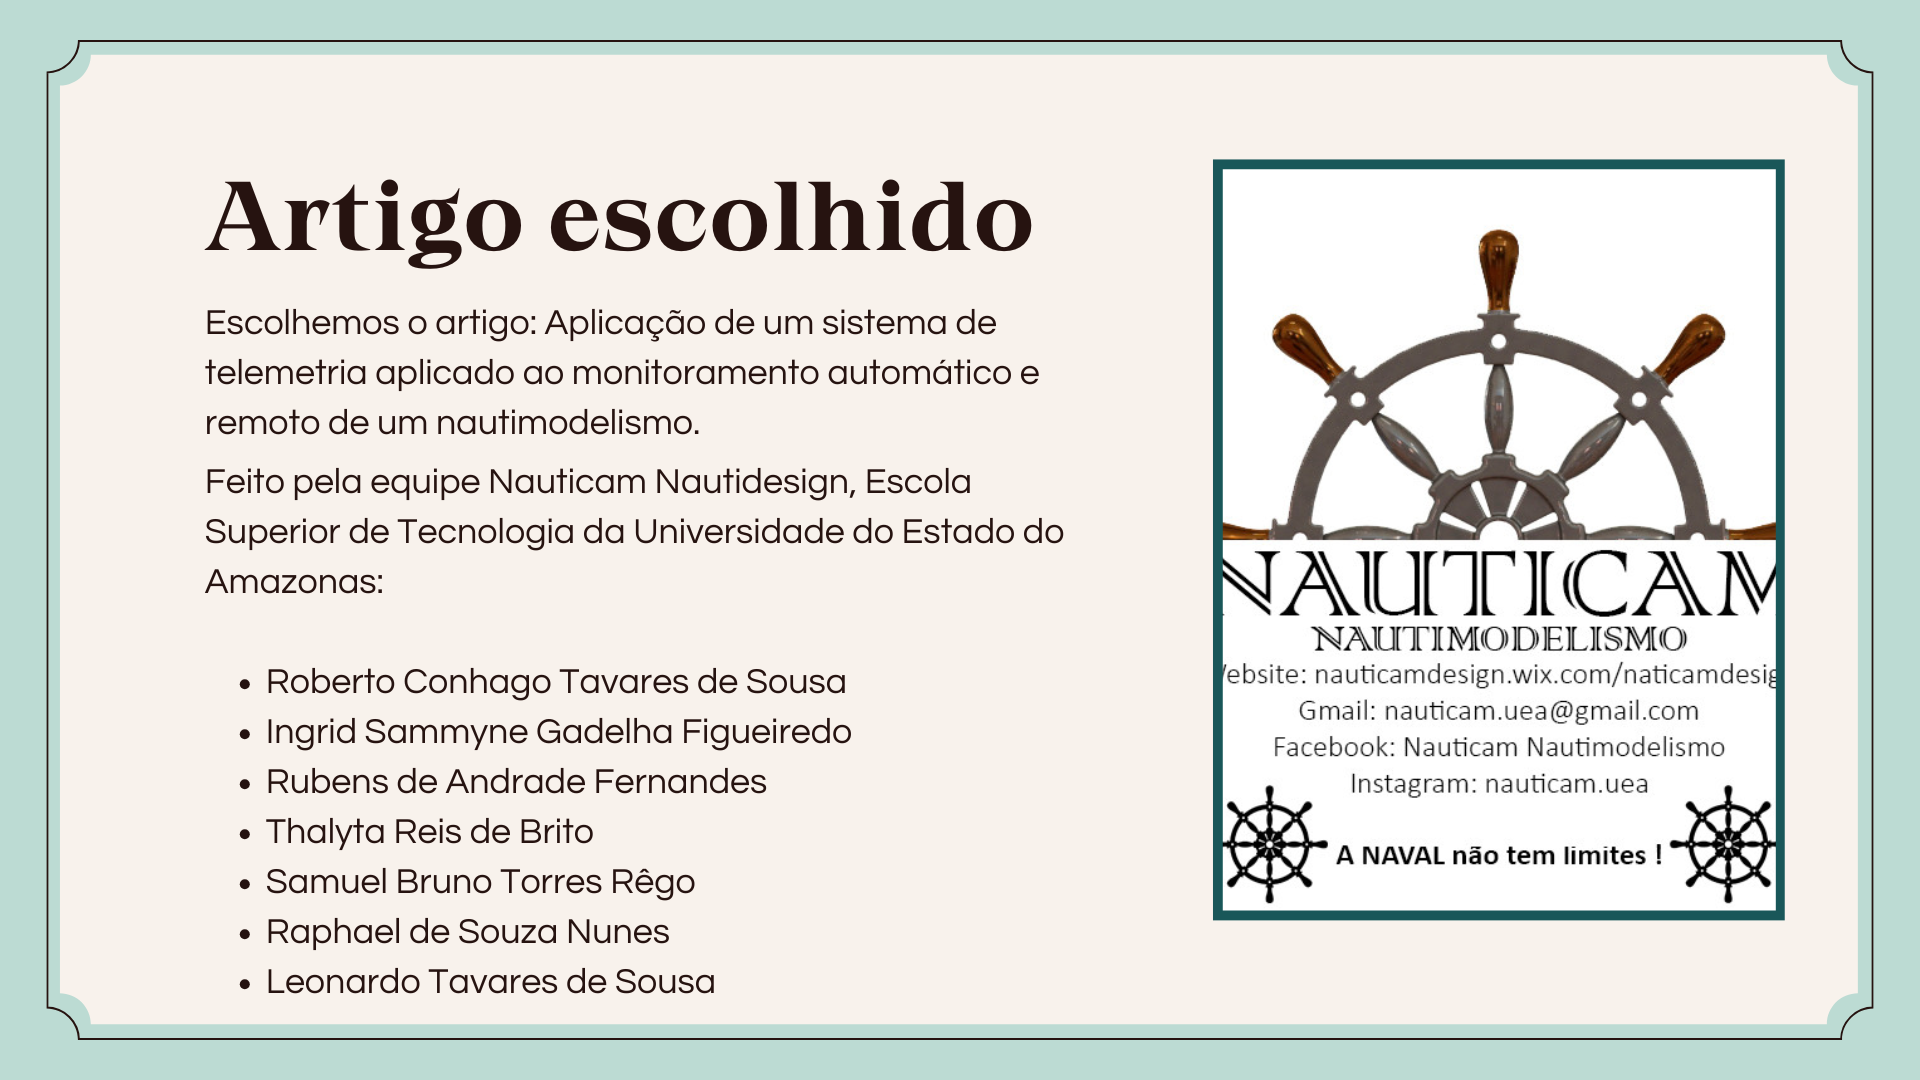 Artigo escolhido
Escolhemos o artigo: Aplicação de um sistema de
telemetria aplicado ao monitoramento automático e
remoto de um nautimodelismo.
Feito pela equipe Nauticam Nautidesign, Escola
Superior de Tecnologia da Universidade do Estado do
Amazonas:
• Roberto Conhago Tavares de Sousa
• Ingrid Sammyne Gadelha Figueiredo
• Rubens de Andrade Fernandes
• Thalyta Reis de Brito
• Samuel Bruno Torres Rêgo
• Raphael de Souza Nunes
• Leonardo Tavares de Sousa
NAUTICAM
NAUTIMODELISMO
ebsite: nauticamdesign.wix.com/naticamdesig
Gmail: nauticam.uea@gmail.com
Facebook: Nauticam Nautimodelismo
Instagram: nauticam.uea
A NAVAL não tem limites !